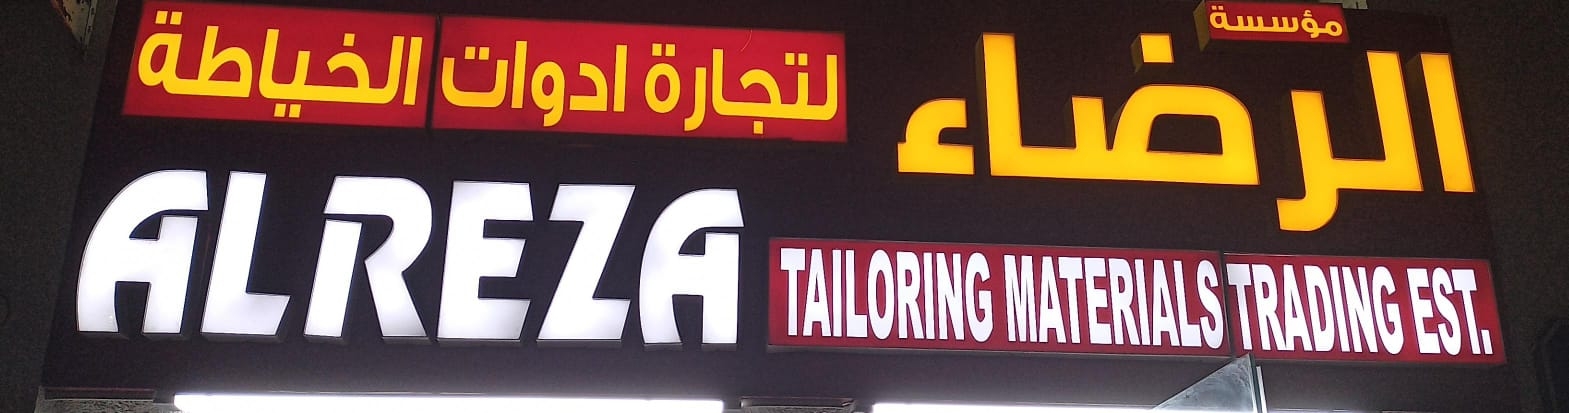 مؤسسة
الرضاء
لتجارة ادوات الخياطة
ALREZA
TAILORING MATERIALS TRADING EST.